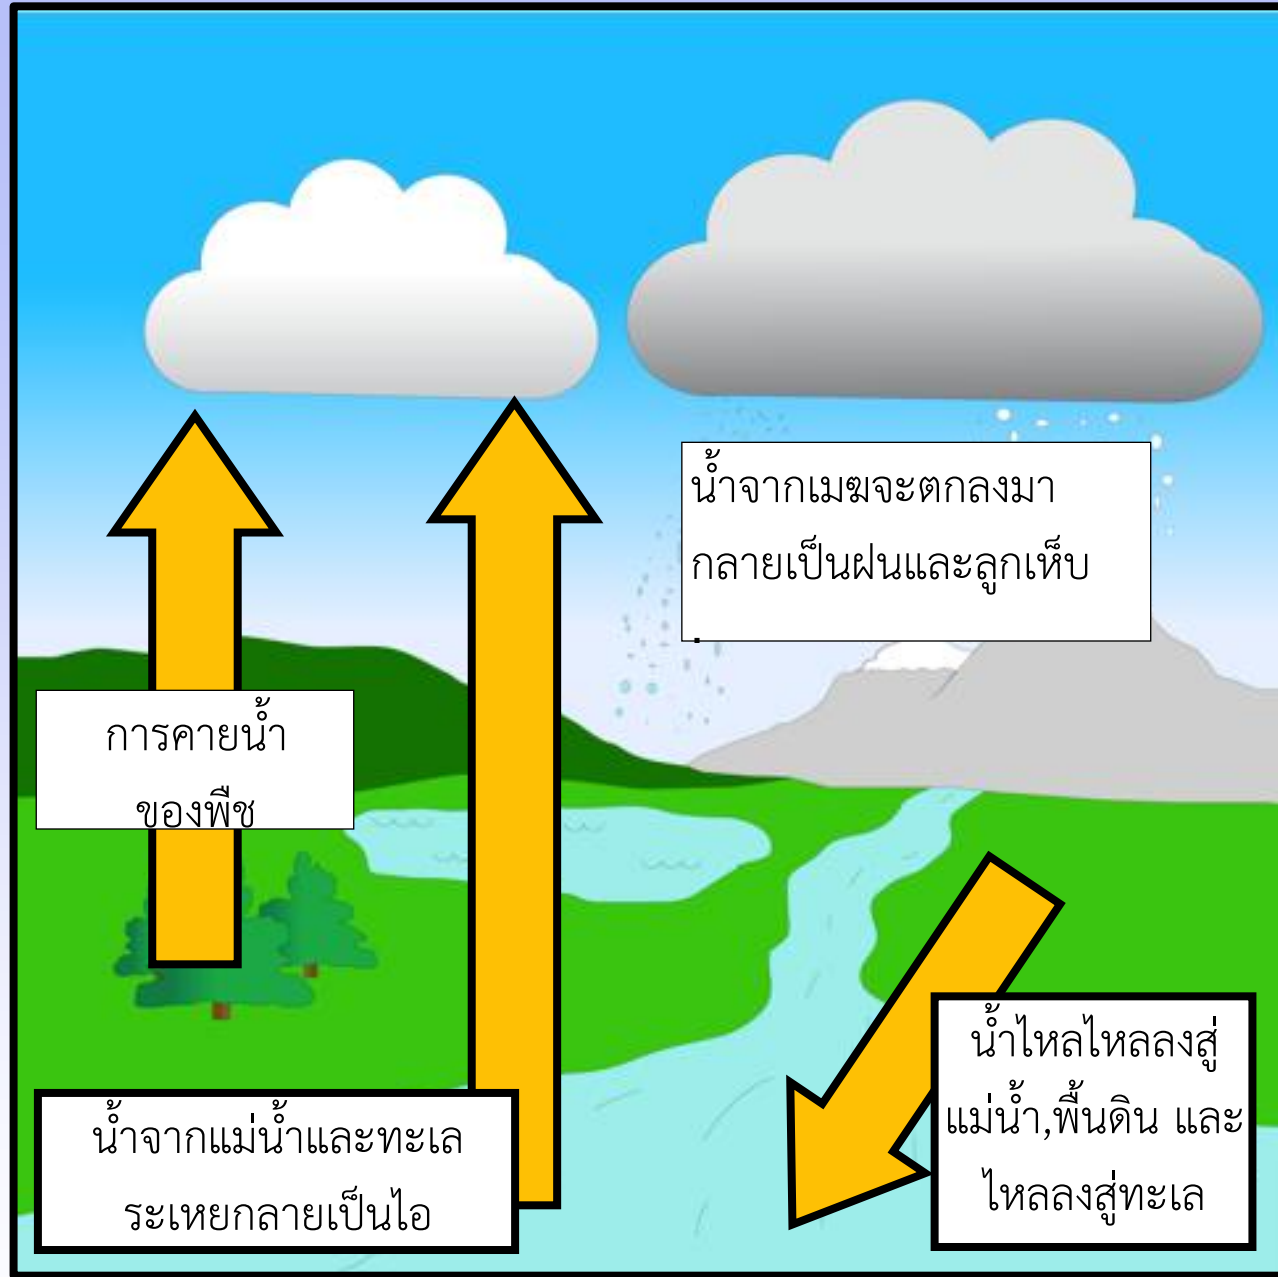 น้ำจากเมฆจะตกลงมา
กลายเป็นฝนและลูกเห็บ
.
การคายน้ำ
ของพืช
น้ำไหลไหลลงสู่
แม่น้ำ,พื้นดิน และ
ไหลลงสู่ทะเล
น้ำจากแม่น้ำและทะเล
ระเหยกลายเป็นไอ